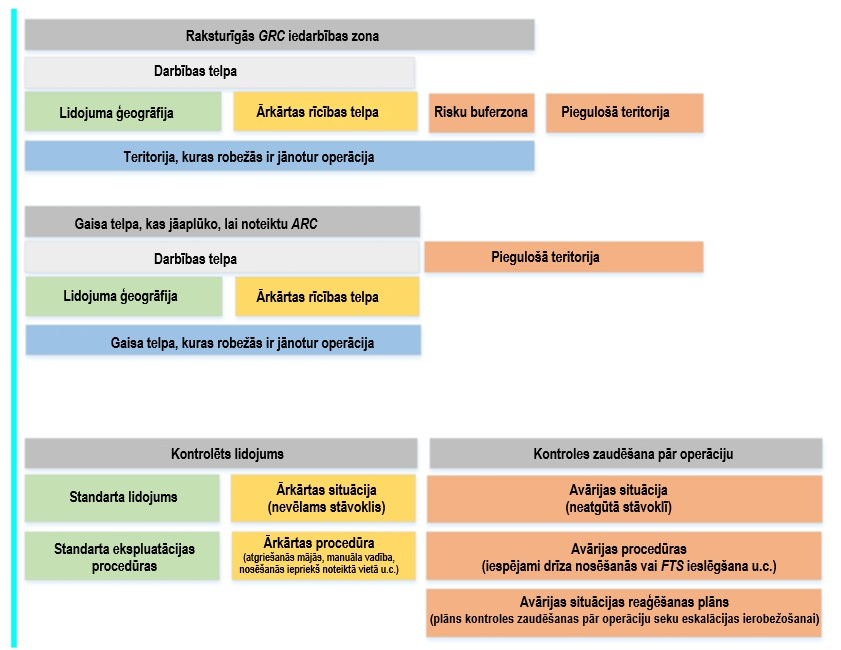 Raksturīgās GRC iedarbības zona
Darbības telpa
Lidojuma ģeogrāfija
Ārkārtas rīcības telpa
Risku buferzona
Piegulošā teritorija
Teritorija, kuras robežās ir jānotur operācija
Gaisa telpa, kas jāaplūko, lai noteiktu ARC
Darbības telpa
Piegulošā teritorija
Lidojuma ģeogrāfija
Ārkārtas rīcības telpa
Gaisa telpa, kuras robežās ir jānotur operācija
Kontrolēts lidojums
Kontroles zaudēšana pār operāciju
Standarta lidojums
Ārkārtas situācija
(nevēlams stāvoklis)
Avārijas situācija
(neatgūtā stāvoklī)
Standarta ekspluatācijas
procedūras
Ārkārtas procedūra
(atgriešanās mājās, manuāla vadība,
nosēšanās iepriekš noteiktā vietā u.c.)
Avārijas procedūras
(iespējami drīza nosēšanās vai FTS ieslēgšana u.c.)
Avārijas situācijas reaģēšanas plāns
(plāns kontroles zaudēšanas pār operāciju seku eskalācijas ierobežošanai)